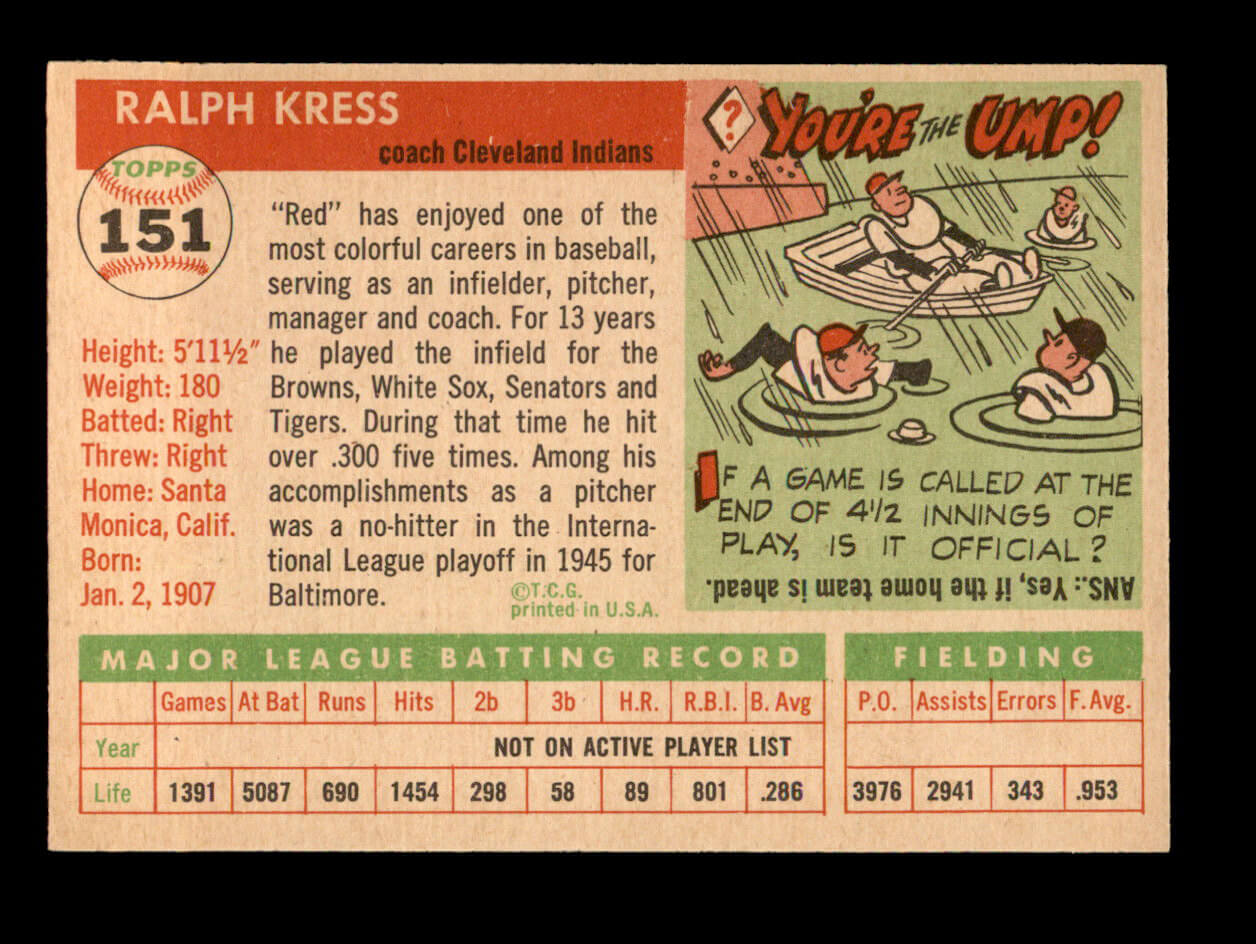 RALPH KRESS
coach Cleveland Indians
TOPPS
151
"Red" has enjoyed one of the
most colorful careers in baseball,
serving as an infielder, pitcher,
manager and coach. For 13 years
he played the infield for the
Browns, White Sox, Senators and
Tigers. During that time he hit
over .300 five times. Among his
accomplishments as a pitcher
was a no-hitter in the Interna-
tional League playoff in 1945 for
Baltimore.
©T.C.G.
printed in U.S.A.
Height: 5'11½"
Weight: 180
Batted: Right
Threw: Right
Home: Santa
Monica, Calif.
Born:
Jan. 2, 1907
? YOU'RE THE UMP!
IF A GAME IS CALLED AT THE
END OF 4 1/2 INNINGS OF
PLAY, IS IT OFFICIAL?
ANS.: Yes, if the home team is ahead.
MAJOR LEAGUE BATTING RECORD
Games At Bat Runs Hits 2b 3b H.R. R.B.I. B. Avg
Year NOT ON ACTIVE PLAYER LIST
Life 1391 5087 690 1454 298 58 89 801 .286
FIELDING
P.O. Assists Errors F. Avg.
3976 2941 343 .953